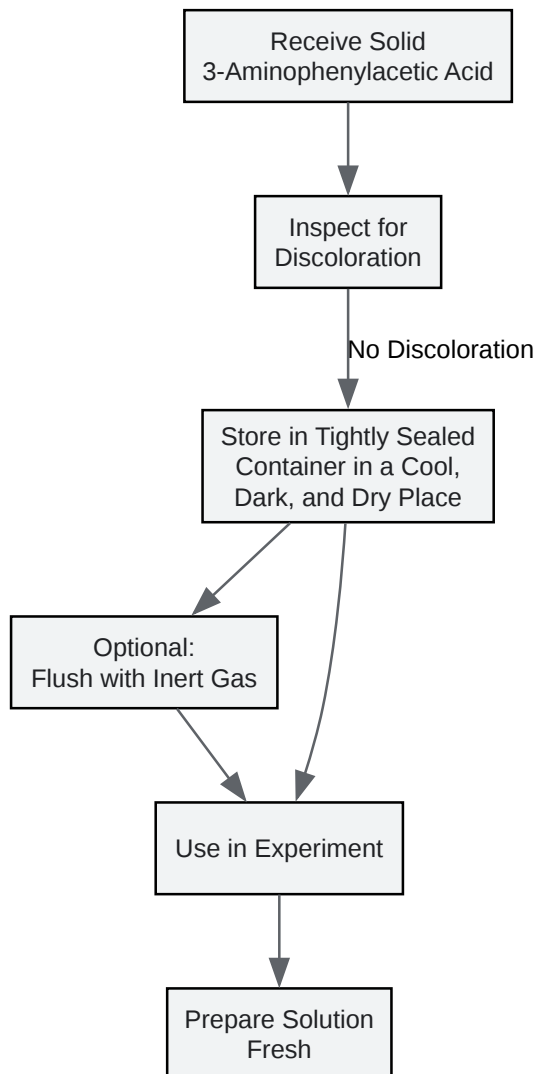 Receive Solid
3-Aminophenylacetic Acid
Inspect for
Discoloration
No Discoloration
Store in Tightly Sealed
Container in a Cool,
Dark, and Dry Place
Optional:
Flush with Inert Gas
Use in Experiment
Prepare Solution
Fresh